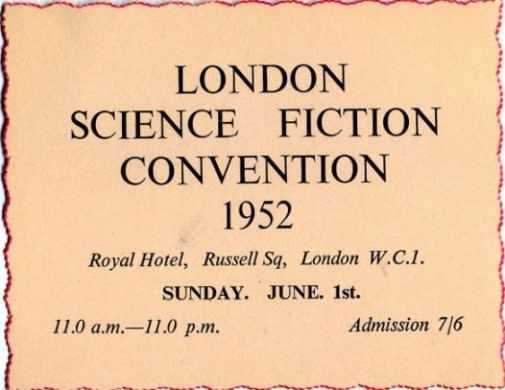 LONDON
SCIENCE FICTION
CONVENTION
1952
Royal Hotel, Russell Sq, London W.C.1.
SUNDAY. JUNE. 1st.
11.0 a.m.—11.0 p.m. Admission 7/6